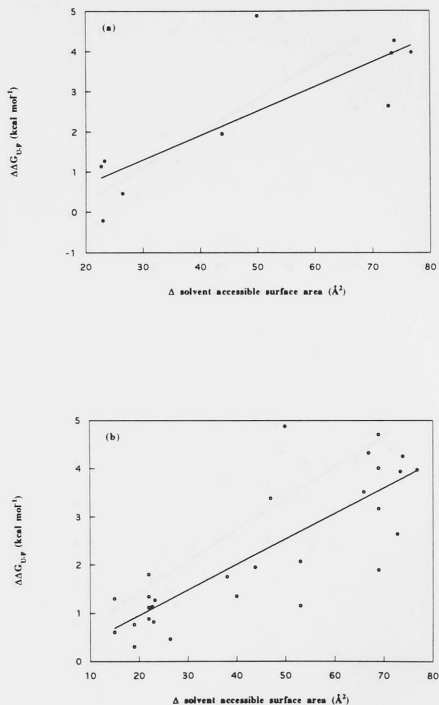 (a)
5
4
3
2
1
0
-1
ΔΔG U-F (kcal mol⁻¹)
20 30 40 50 60 70 80
Δ solvent accessible surface area (Å²)
(b)
5
4
3
2
1
0
ΔΔG U-F (kcal mol⁻¹)
10 20 30 40 50 60 70 80
Δ solvent accessible surface area (Å²)